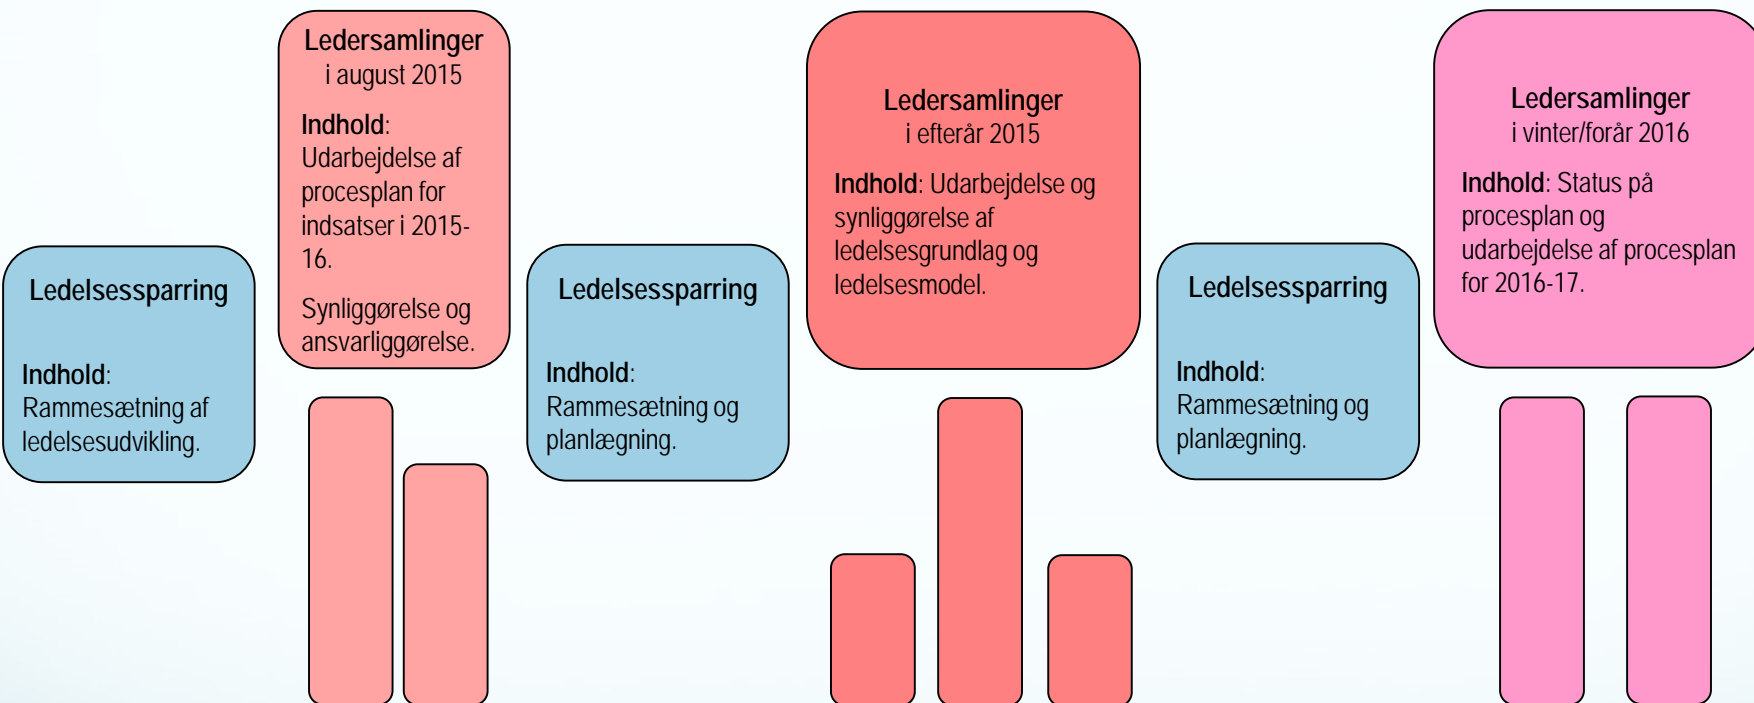 Ledelsessparring
Indhold:
Rammesætning af
ledelsesudvikling.
Ledersamlinger
i august 2015
Indhold:
Udarbejdelse af
procesplan for
indsatser i 2015-
16.
Synliggørelse og
ansvarliggørelse.
Ledelsessparring
Indhold:
Rammesætning og
planlægning.
Ledersamlinger
i efterår 2015
Indhold: Udarbejdelse og
synliggørelse af
ledelsesgrundlag og
ledelsesmodel.
Ledelsessparring
Indhold:
Rammesætning og
planlægning.
Ledersamlinger
i vinter/forår 2016
Indhold: Status på
procesplan og
udarbejdelse af procesplan
for 2016-17.